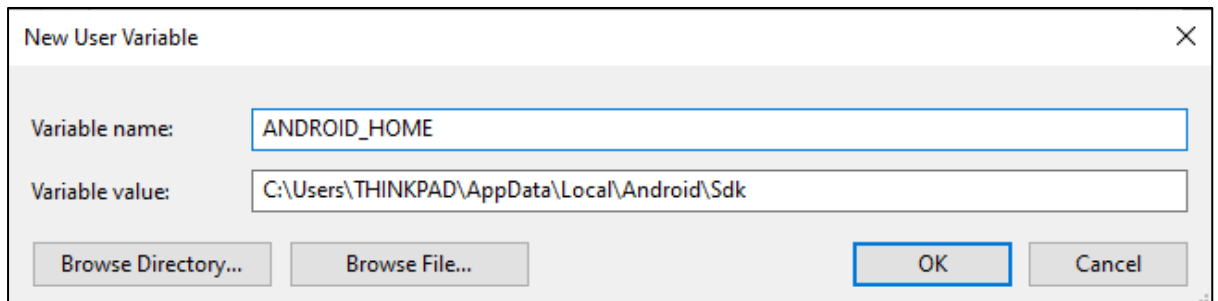 New User Variable
Variable name: ANDROID_HOME
Variable value: C:\Users\THINKPAD\AppData\Local\Android\Sdk
Browse Directory... Browse File... OK Cancel